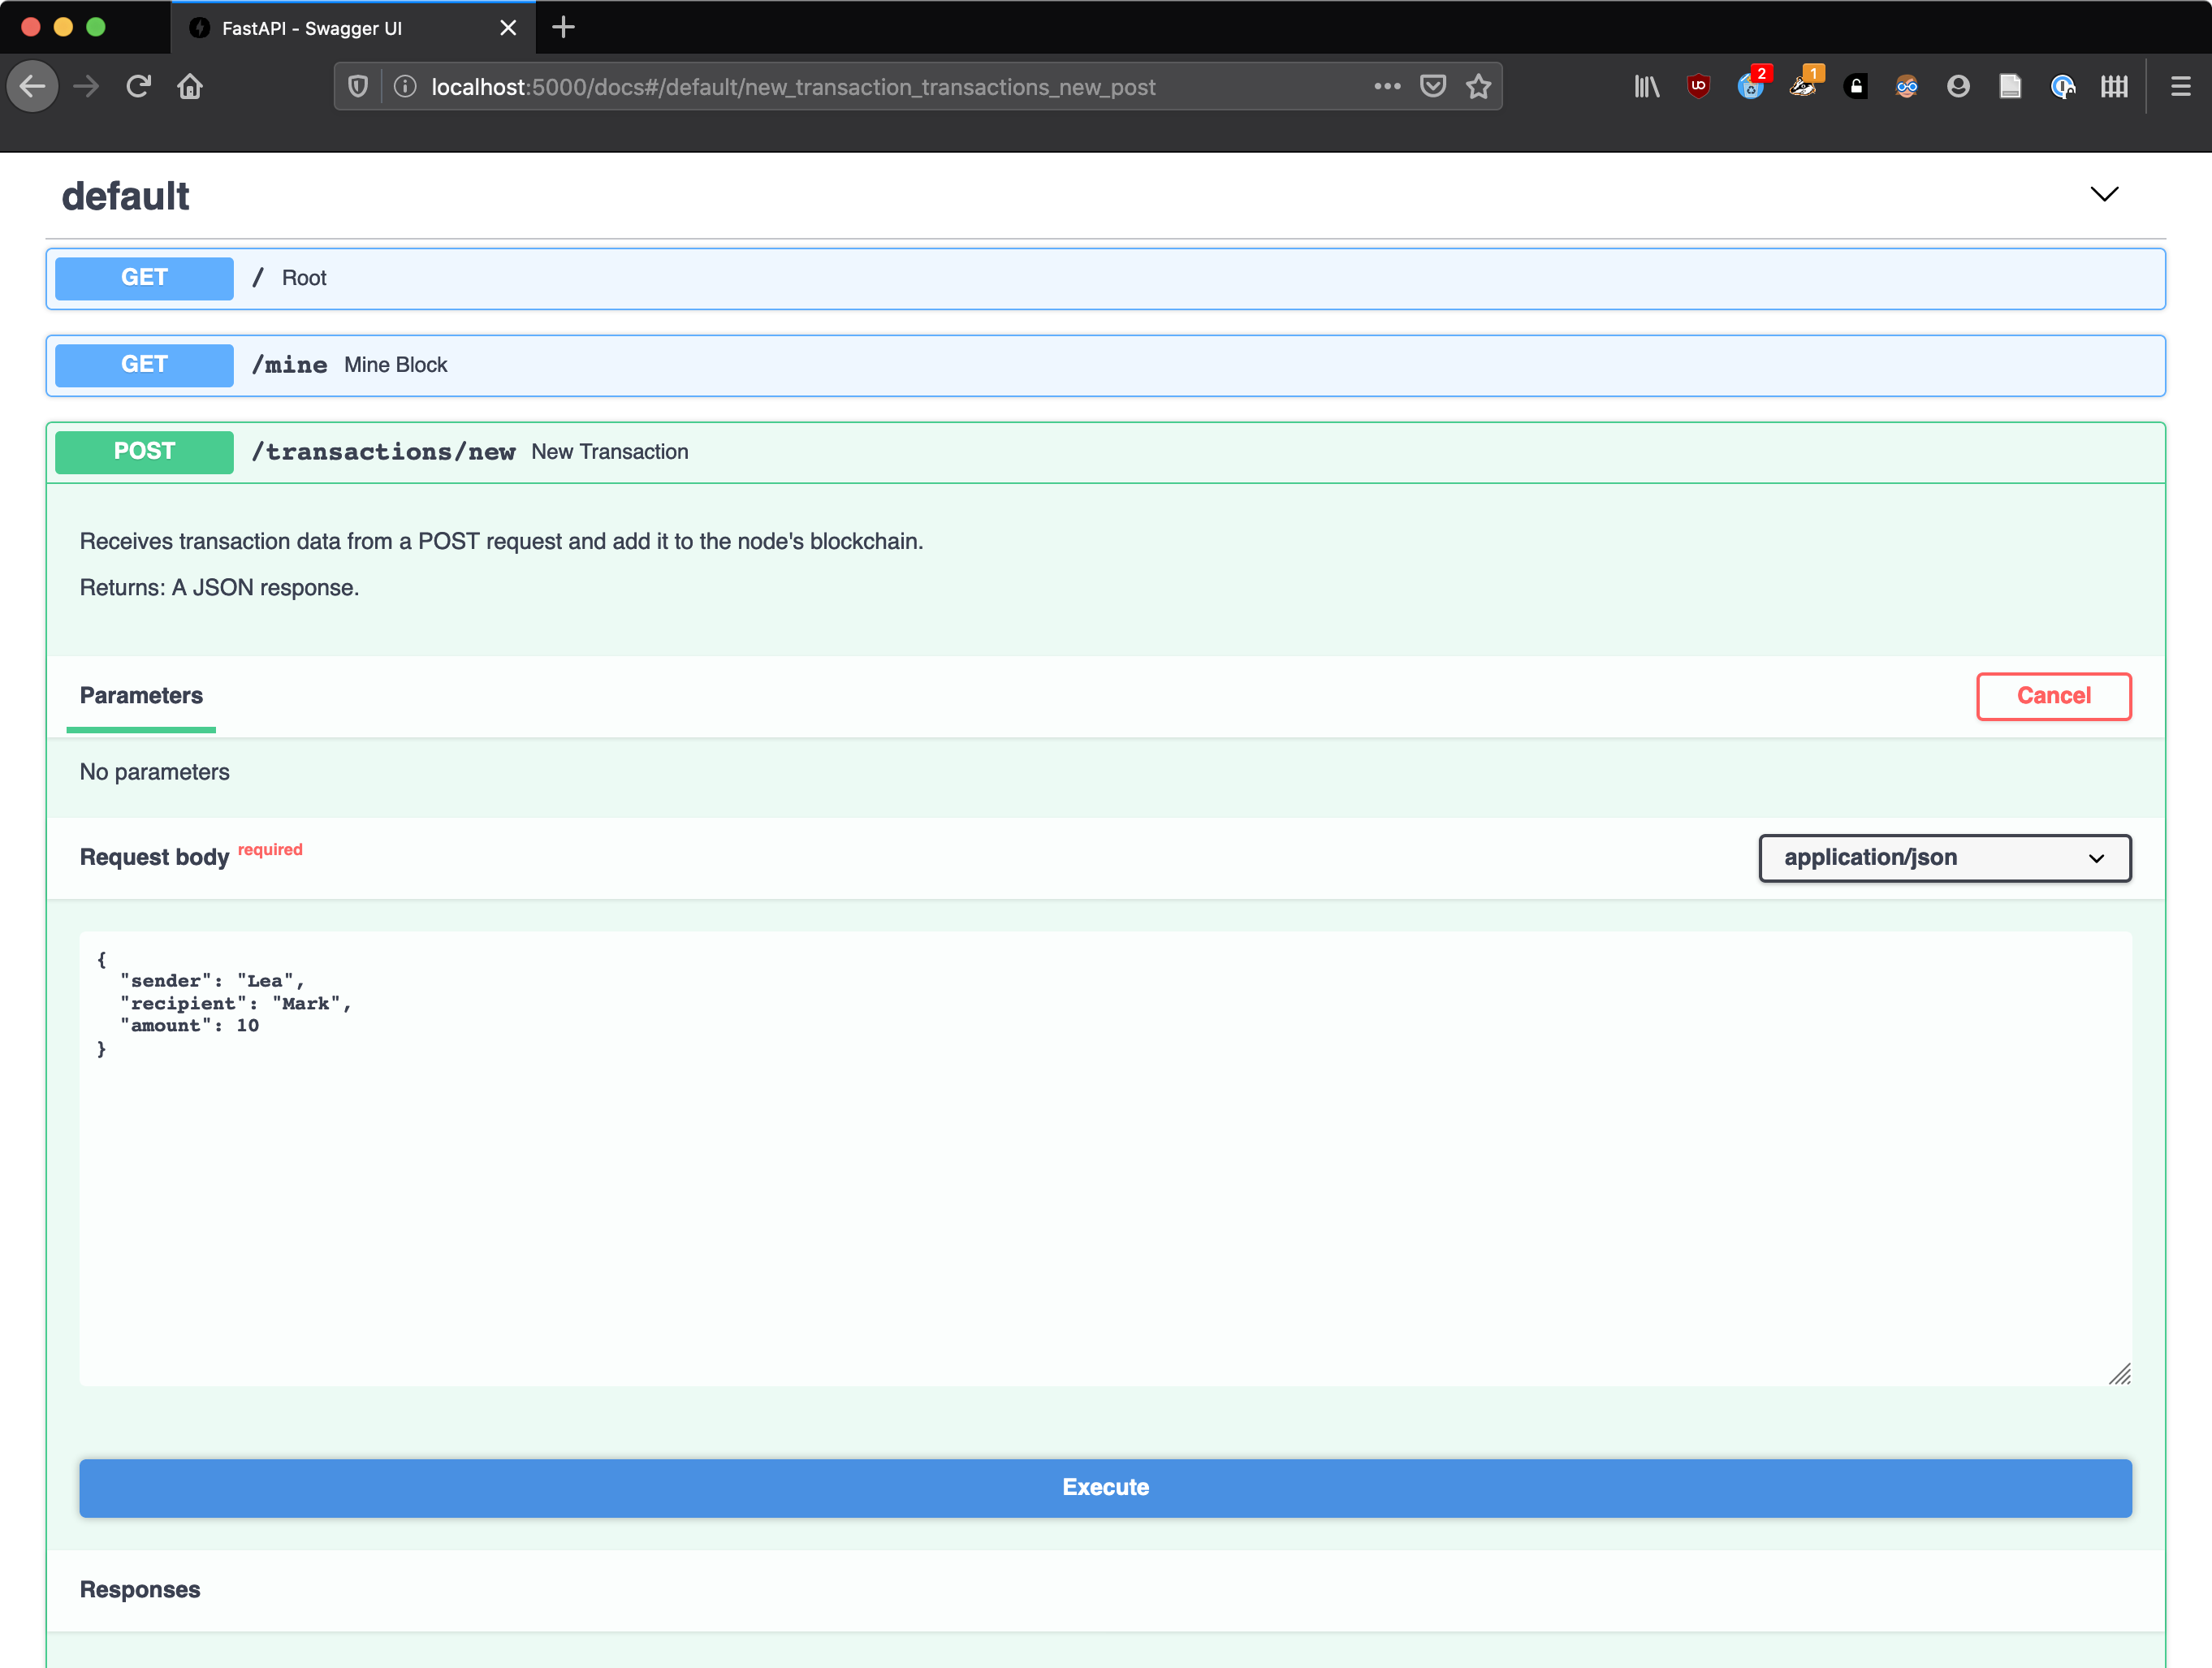 FastAPI - Swagger UI
localhost:5000/docs#/default/new_transaction_transactions_new_post
2
1
default
GET / Root
GET /mine Mine Block
POST /transactions/new New Transaction
Receives transaction data from a POST request and add it to the node's blockchain.
Returns: A JSON response.
Parameters
Cancel
No parameters
Request body required
application/json
{
"sender": "Lea",
"recipient": "Mark",
"amount": 10
}
Execute
Responses